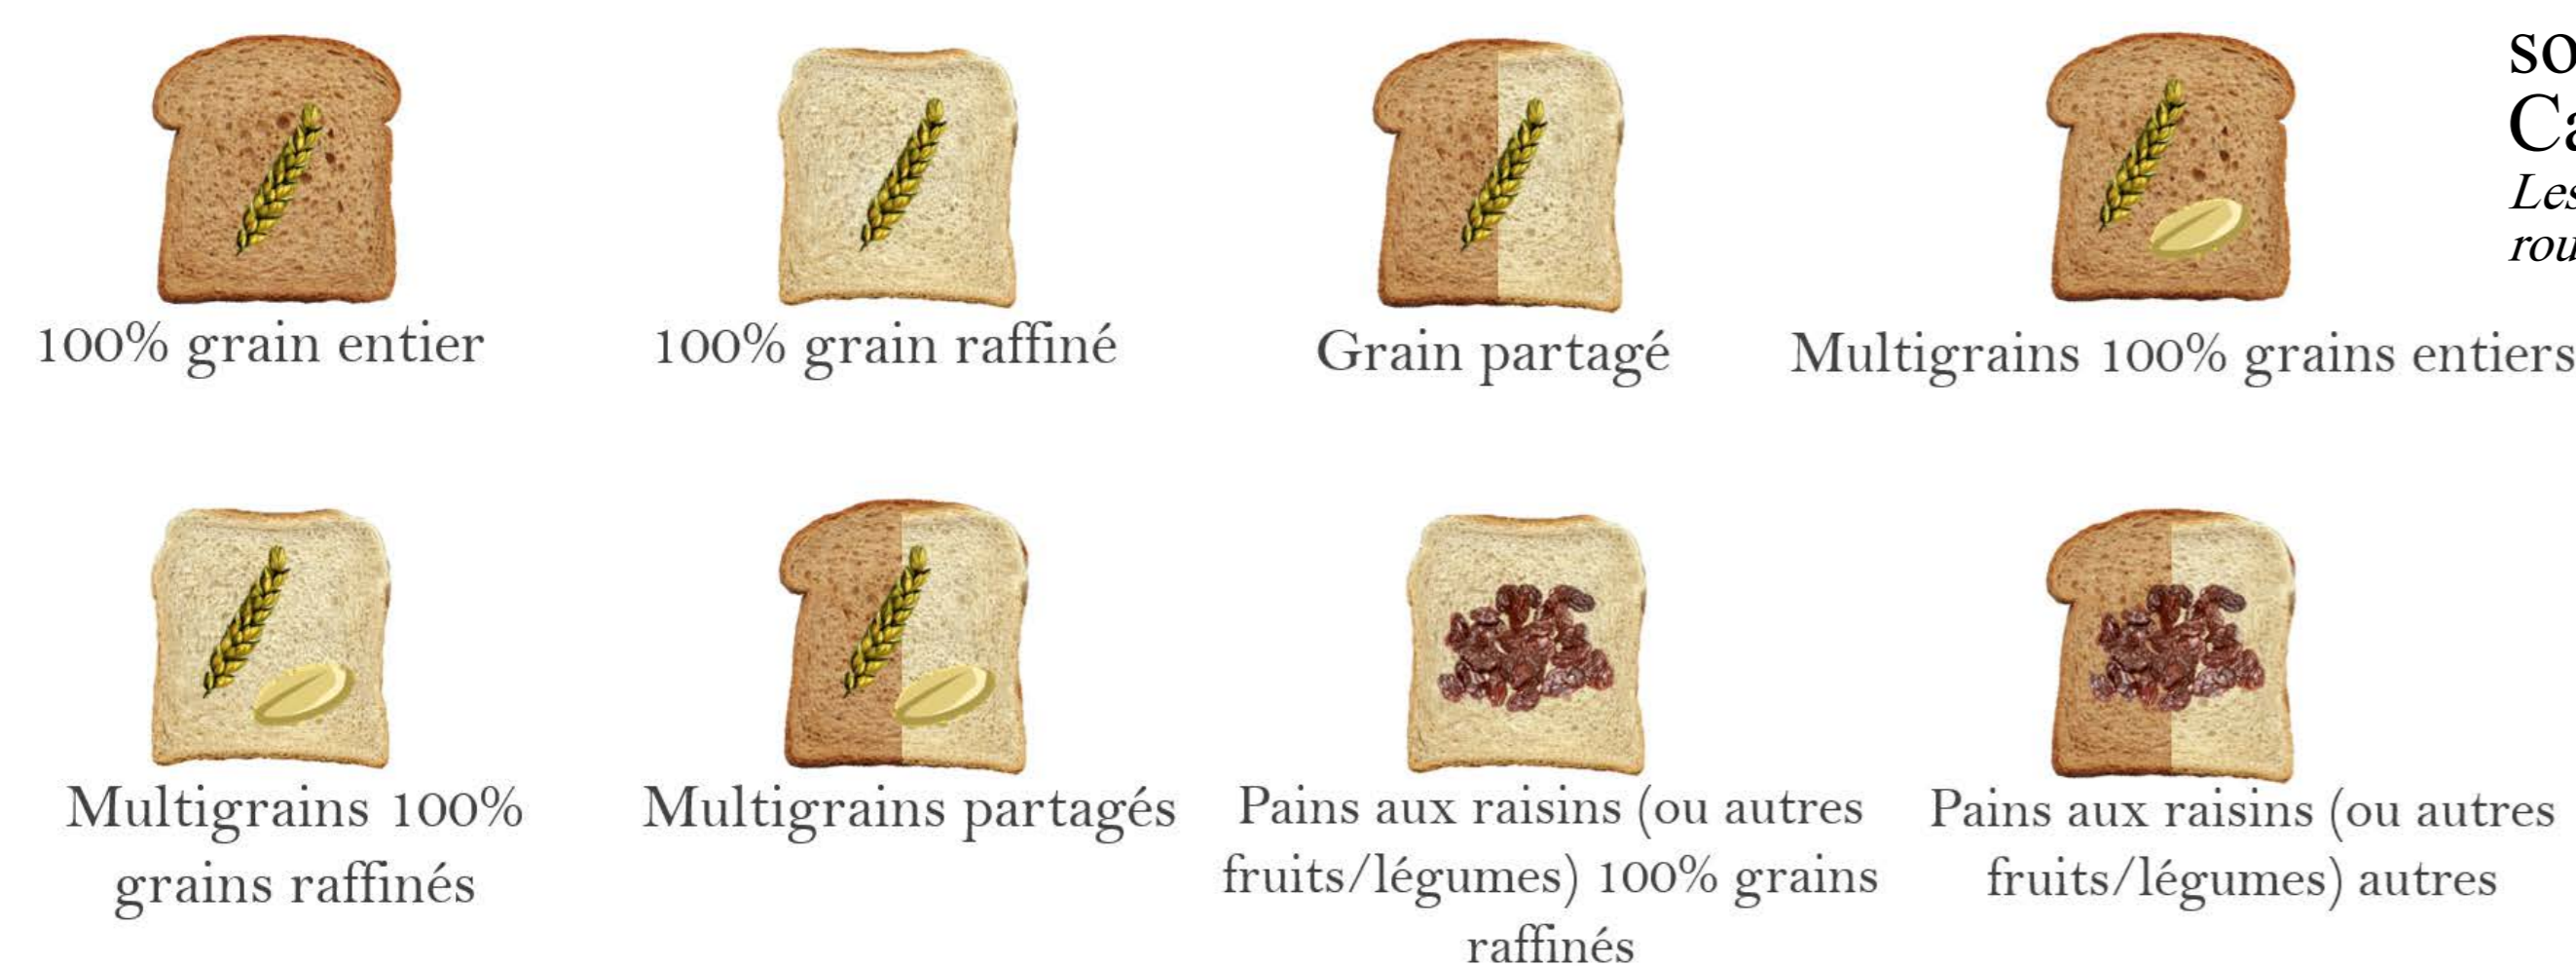 100% grain entier
100% grain raffiné
Grain partagé
Multigrains 100% grains entiers
Multigrains 100%
grains raffinés
Multigrains partagés
Pains aux raisins (ou autres
fruits/légumes) 100% grains
raffinés
Pains aux raisins (ou autres
fruits/légumes) autres